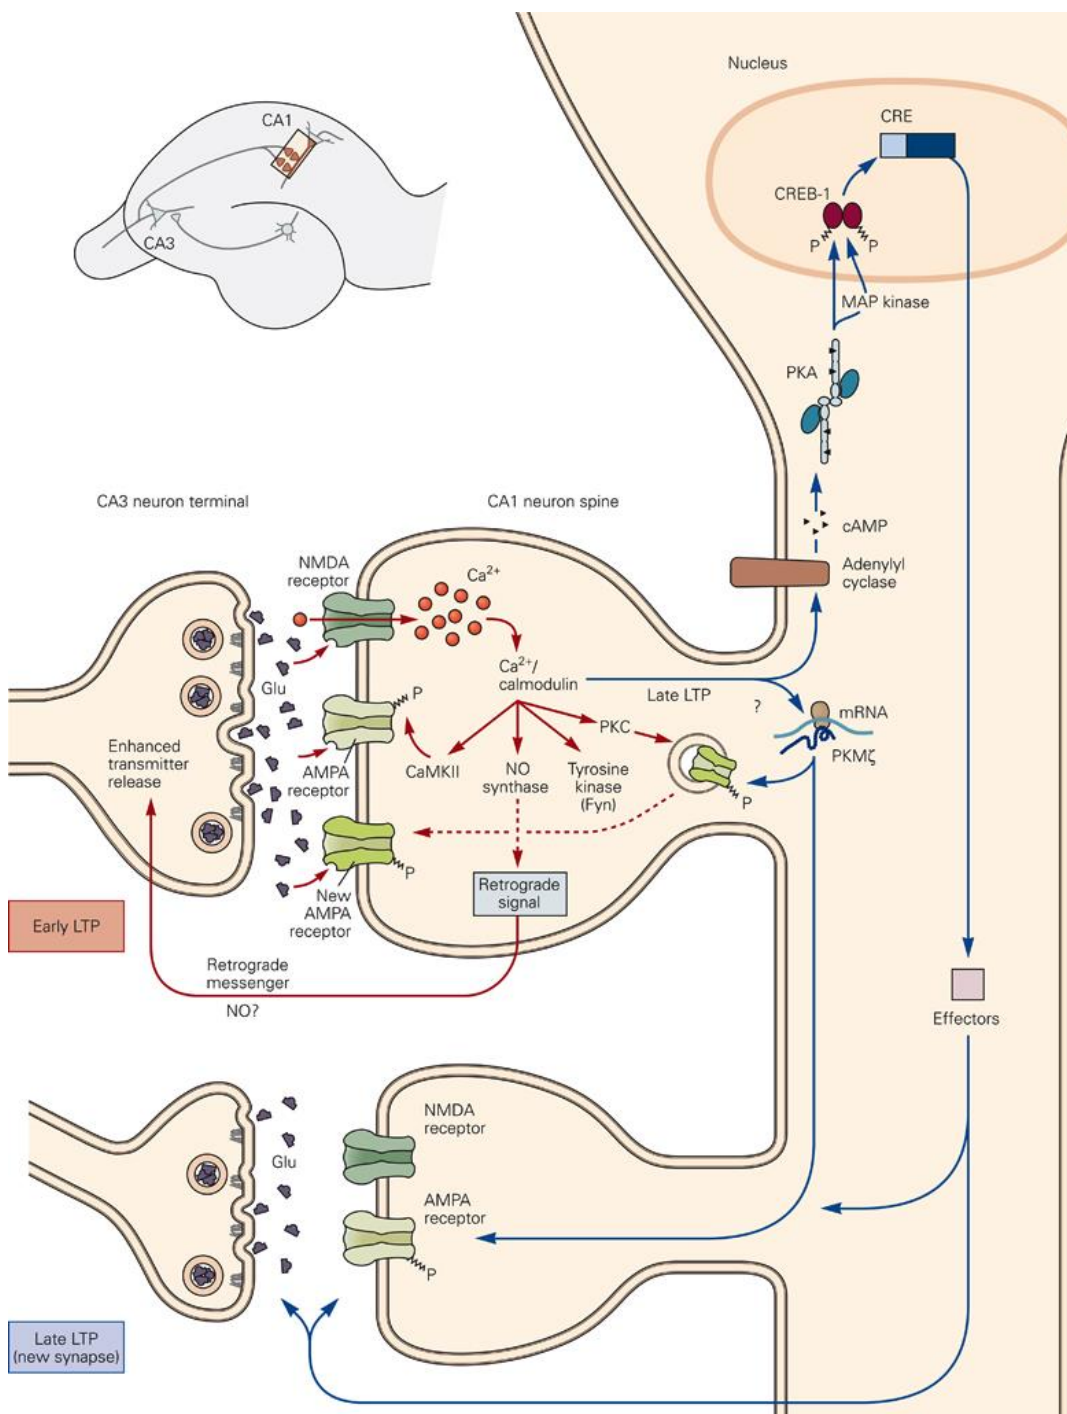 Nucleus
CRE
CA1
CREB-1
CA3
P
P
MAP kinase
PKA
CA3 neuron terminal
CA1 neuron spine
cAMP
NMDA
receptor
Ca²⁺
Adenylyl
cyclase
Glu
Ca²⁺/
calmodulin
P
Late LTP
?
mRNA
PKC
Enhanced
transmitter
release
AMPA
receptor
CaMKII
NO
synthase
Tyrosine
kinase
(Fyn)
PKMζ
P
P
New
AMPA
receptor
Retrograde
signal
Early LTP
Retrograde
messenger
NO?
Effectors
NMDA
receptor
Glu
AMPA
receptor
P
Late LTP
(new synapse)